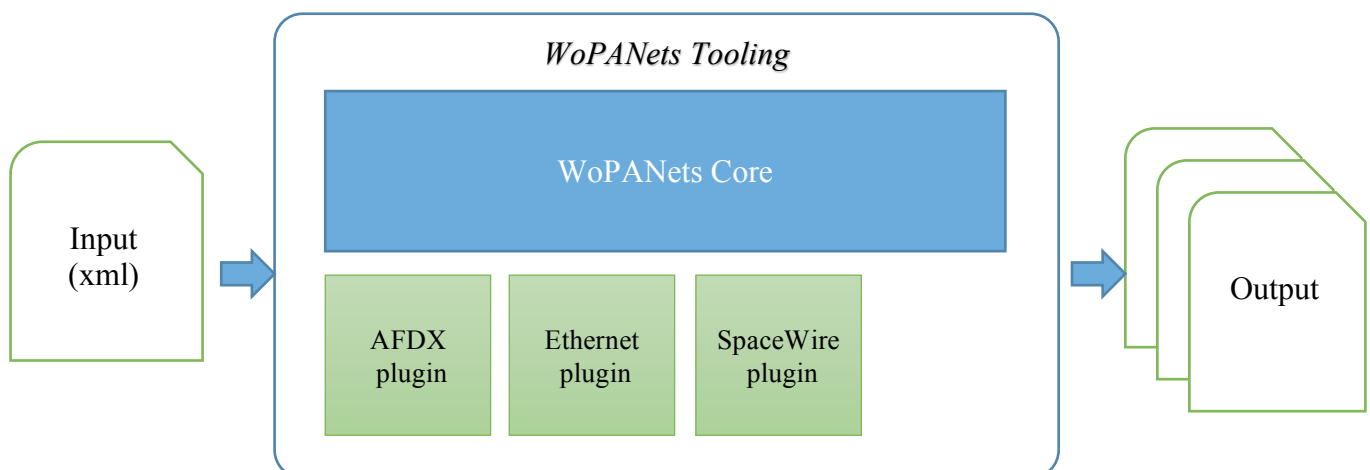 WoPANets Tooling
WoPANets Core
Input
(xml)
AFDX
plugin
Ethernet
plugin
SpaceWire
plugin
Output